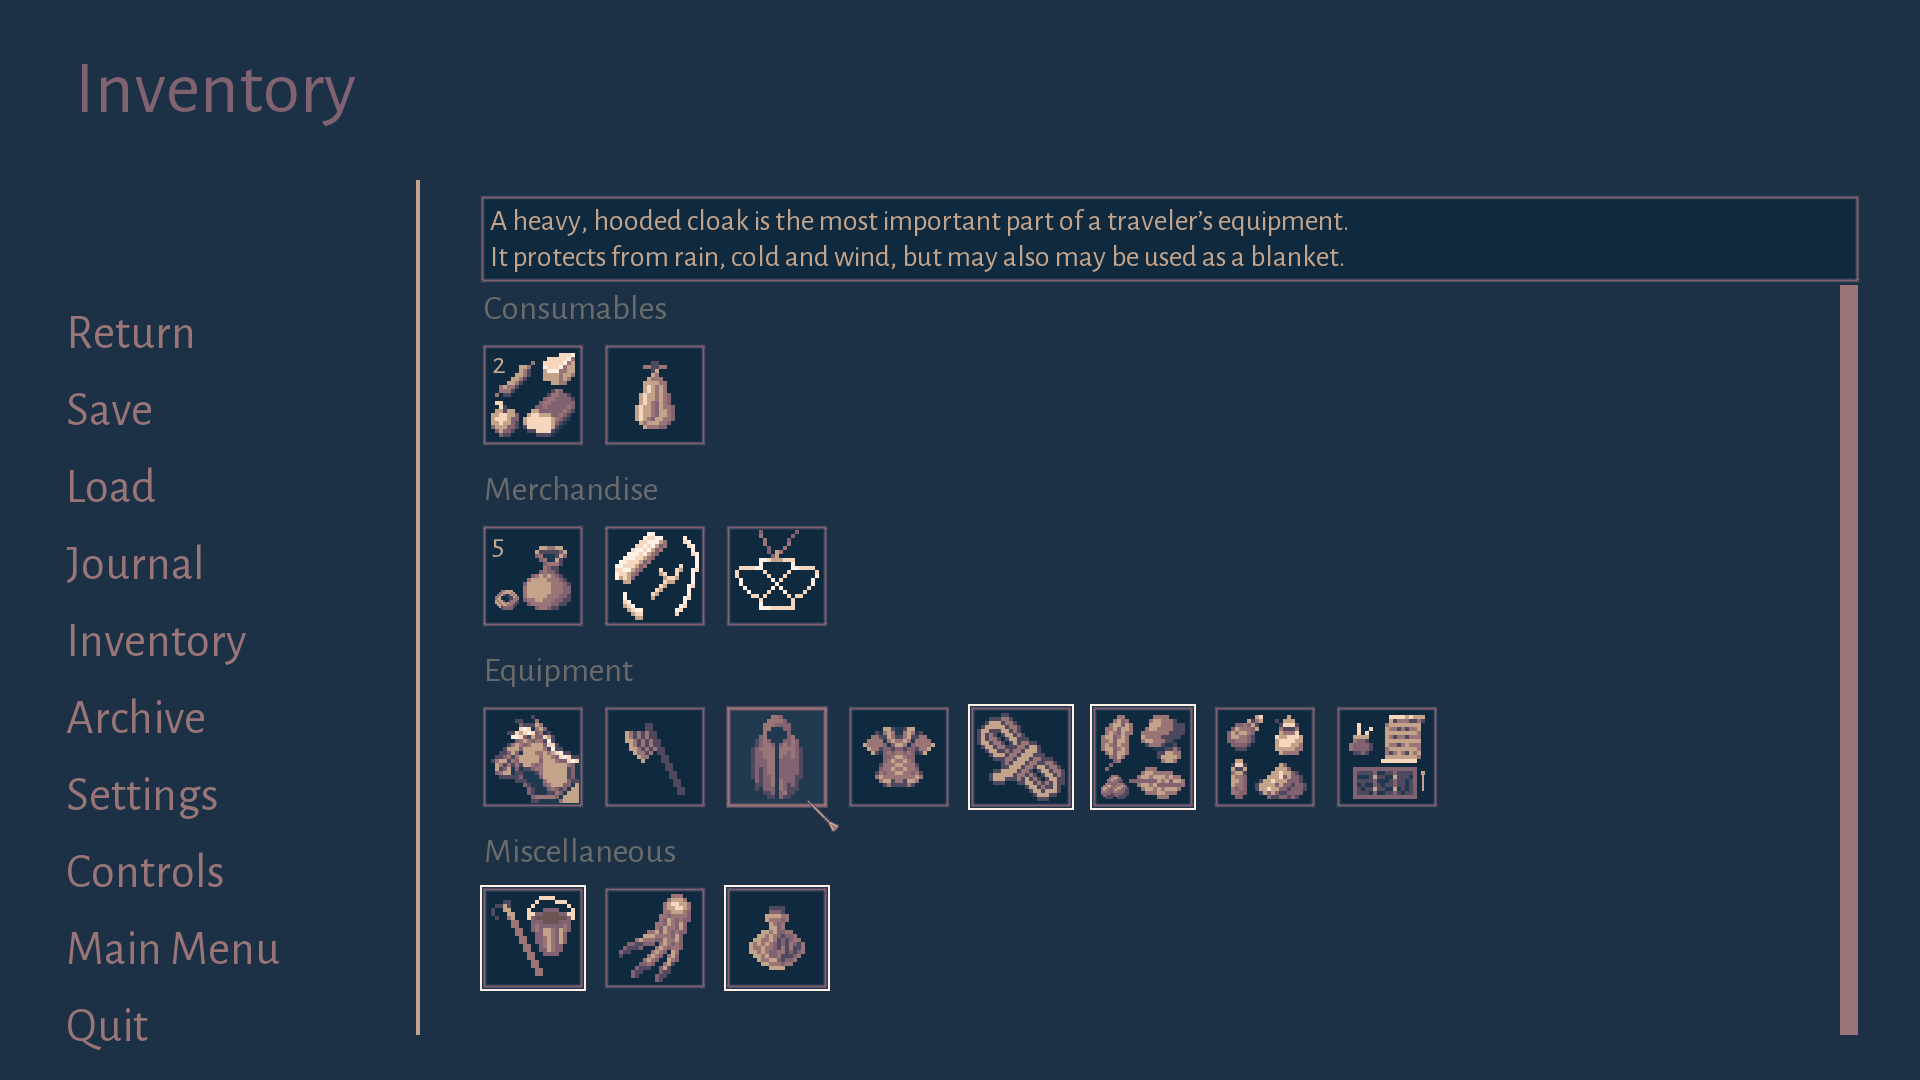 Inventory
A heavy, hooded cloak is the most important part of a traveler’s equipment.
It protects from rain, cold and wind, but may also may be used as a blanket.
Return
Save
Load
Journal
Inventory
Archive
Settings
Controls
Main Menu
Quit
Consumables
2
Merchandise
5
Equipment
Miscellaneous